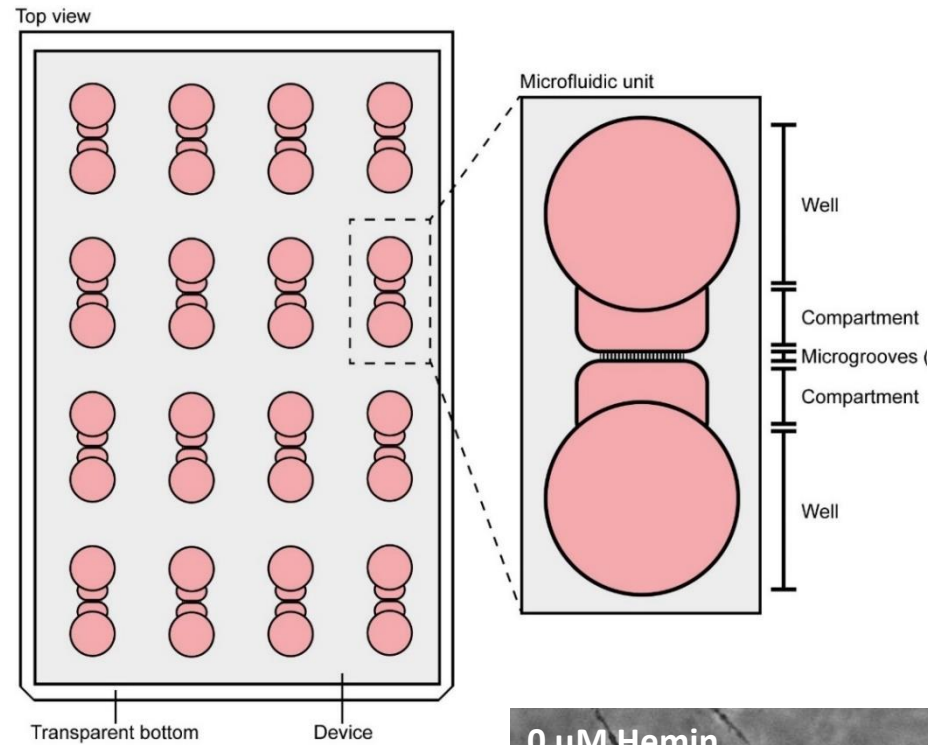 Top view
Microfluidic unit
Well
Compartment
Microgrooves (
Compartment
Well
Transparent bottom
Device
0 µM Hemin